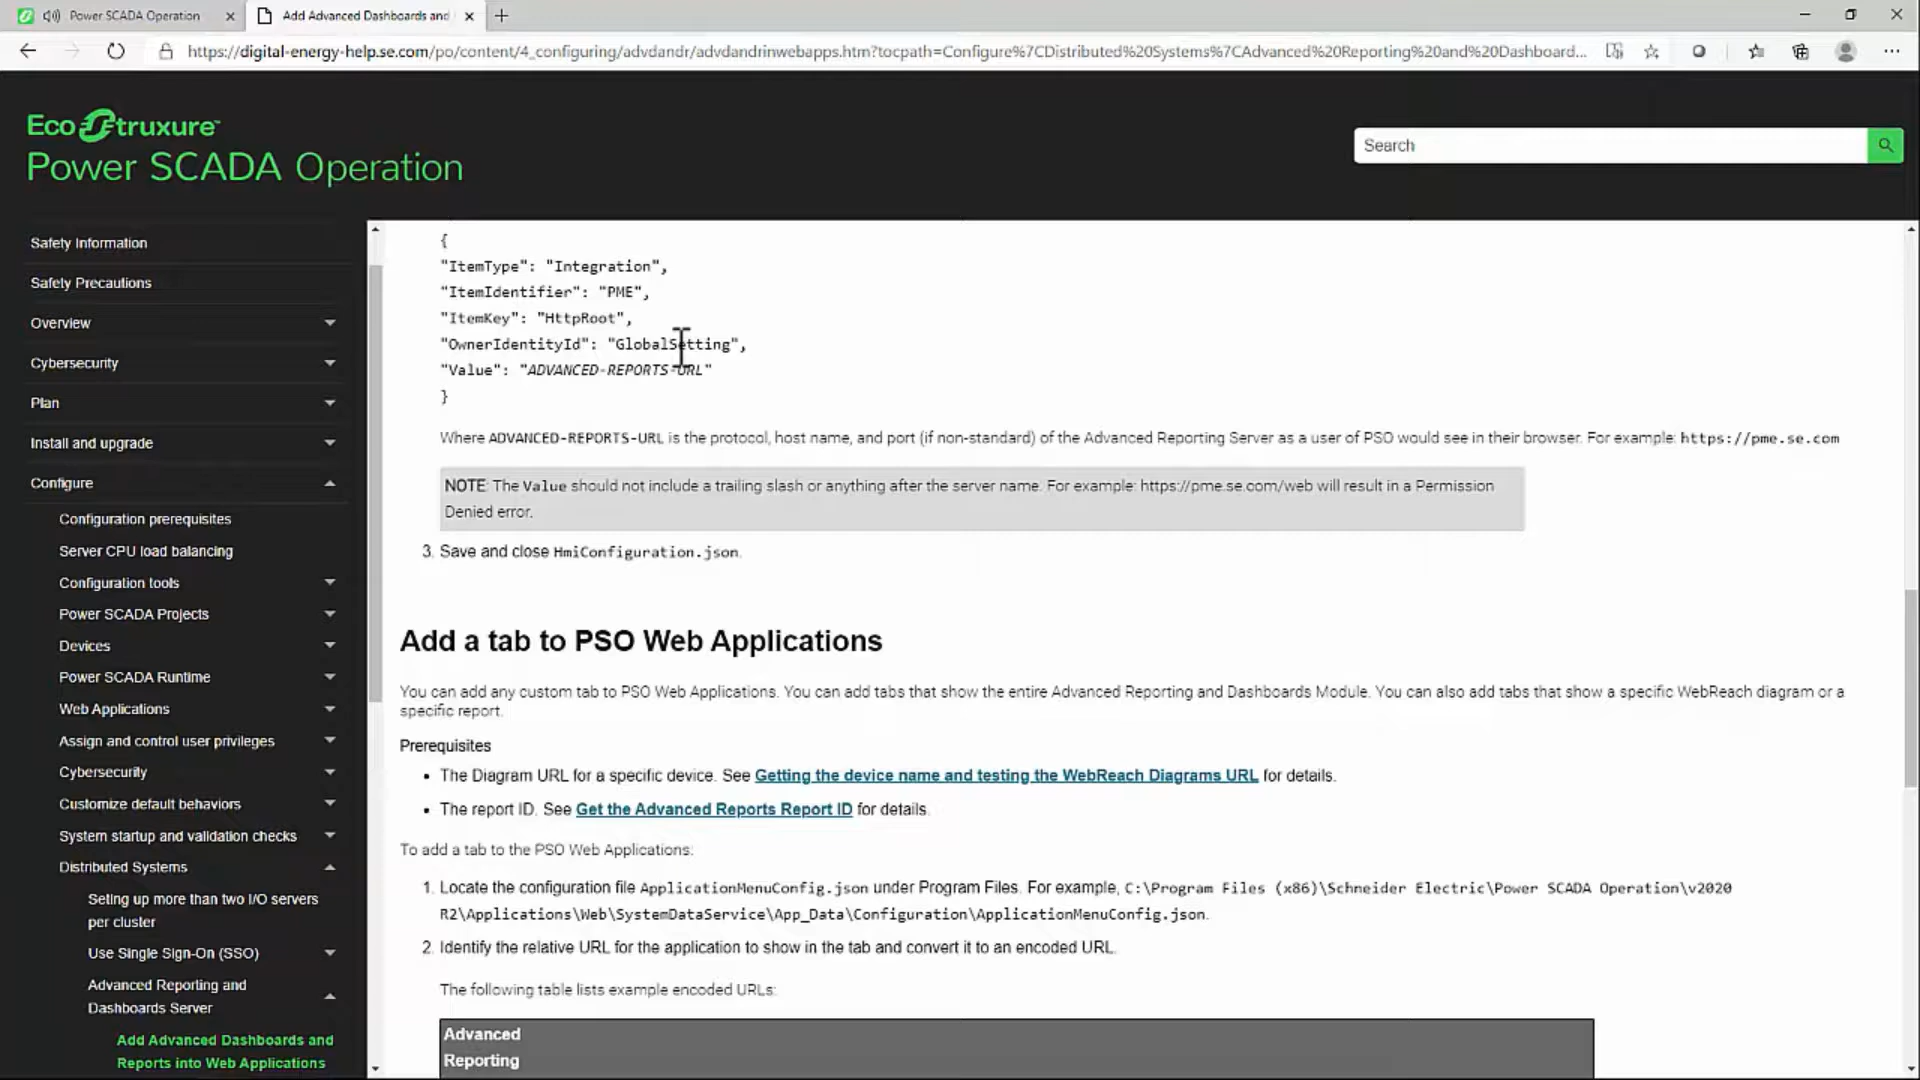 Power SCADA Operation
Add Advanced Dashboards and
https://digital-energy-help.se.com/po/content/4_configuring/advdandr/advdandrinwebapps.htm?tocpath=Configure%7CDistributed%20Systems%7CAdvanced%20Reporting%20and%20Dashboard...
EcoStruxure™
Power SCADA Operation
Search
Safety Information
Safety Precautions
Overview
Cybersecurity
Plan
Install and upgrade
Configure
Configuration prerequisites
Server CPU load balancing
Configuration tools
Power SCADA Projects
Devices
Power SCADA Runtime
Web Applications
Assign and control user privileges
Cybersecurity
Customize default behaviors
System startup and validation checks
Distributed Systems
Seting up more than two I/O servers
per cluster
Use Single Sign-On (SSO)
Advanced Reporting and
Dashboards Server
Add Advanced Dashboards and
Reports into Web Applications
{
"ItemType": "Integration",
"ItemIdentifier": "PME",
"ItemKey": "HttpRoot",
"OwnerIdentityId": "GlobalSetting",
"Value": "ADVANCED-REPORTS-URL"
}
Where ADVANCED-REPORTS-URL is the protocol, host name, and port (if non-standard) of the Advanced Reporting Server as a user of PSO would see in their browser. For example: https://pme.se.com
NOTE: The Value should not include a trailing slash or anything after the server name. For example: https://pme.se.com/web will result in a Permission
Denied error.
3. Save and close HmiConfiguration.json.
Add a tab to PSO Web Applications
You can add any custom tab to PSO Web Applications. You can add tabs that show the entire Advanced Reporting and Dashboards Module. You can also add tabs that show a specific WebReach diagram or a
specific report.
Prerequisites
• The Diagram URL for a specific device. See Getting the device name and testing the WebReach Diagrams URL for details.
• The report ID. See Get the Advanced Reports Report ID for details.
To add a tab to the PSO Web Applications:
1. Locate the configuration file ApplicationMenuConfig.json under Program Files. For example, C:\Program Files (x86)\Schneider Electric\Power SCADA Operation\v2020
R2\Applications\Web\SystemDataService\App_Data\Configuration\ApplicationMenuConfig.json.
2. Identify the relative URL for the application to show in the tab and convert it to an encoded URL.
The following table lists example encoded URLs:
Advanced
Reporting